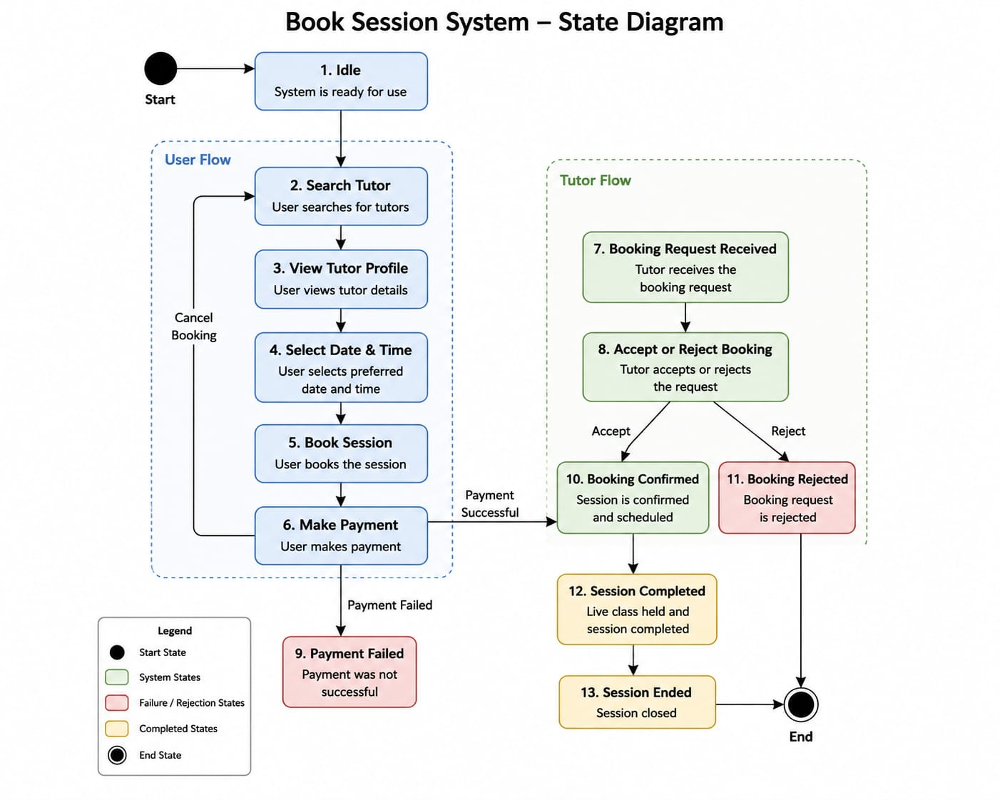 Book Session System – State Diagram
Start
1. Idle
System is ready for use
User Flow
2. Search Tutor
User searches for tutors
3. View Tutor Profile
User views tutor details
Cancel
Booking
4. Select Date & Time
User selects preferred
date and time
5. Book Session
User books the session
6. Make Payment
User makes payment
Payment
Successful
Payment Failed
9. Payment Failed
Payment was not
successful
Tutor Flow
7. Booking Request Received
Tutor receives the
booking request
8. Accept or Reject Booking
Tutor accepts or rejects
the request
Accept
Reject
10. Booking Confirmed
Session is confirmed
and scheduled
11. Booking Rejected
Booking request
is rejected
12. Session Completed
Live class held and
session completed
13. Session Ended
Session closed
End
Legend
Start State
System States
Failure / Rejection States
Completed States
End State